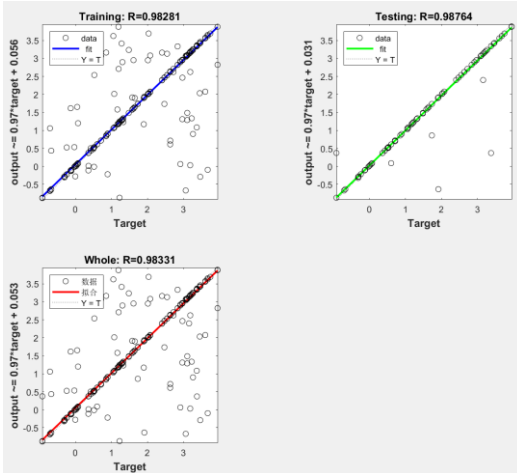 Training: R=0.98281
output ~= 0.97*target + 0.056
3.5
3
2.5
2
1.5
1
0.5
0
-0.5
data
fit
Y = T
0 1 2 3
Target
Testing: R=0.98764
output ~= 0.97*target + 0.031
3.5
3
2.5
2
1.5
1
0.5
0
-0.5
data
fit
Y = T
0 1 2 3
Target
Whole: R=0.98331
output ~= 0.97*target + 0.053
3.5
3
2.5
2
1.5
1
0.5
0
-0.5
数据
拟合
Y = T
0 1 2 3
Target